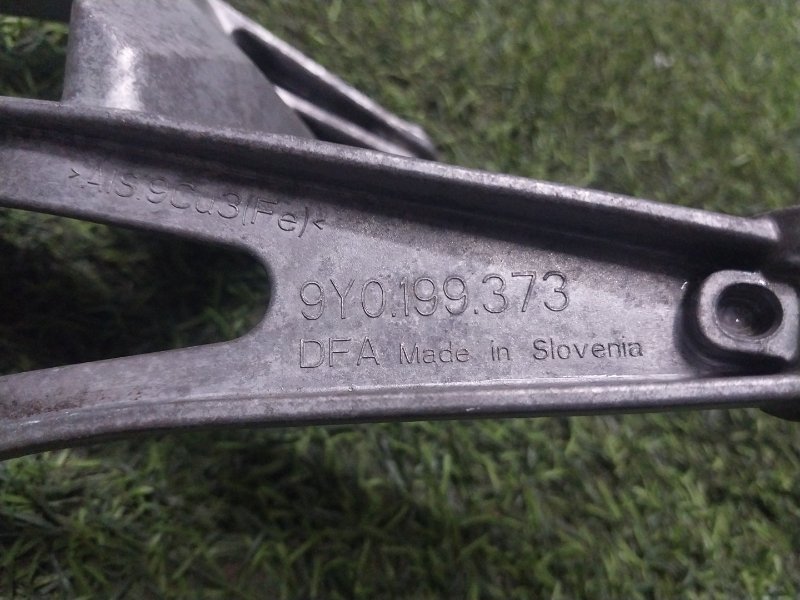 >AlSi9Cu3(Fe)<
9Y0.199.373
DFA Made in Slovenia